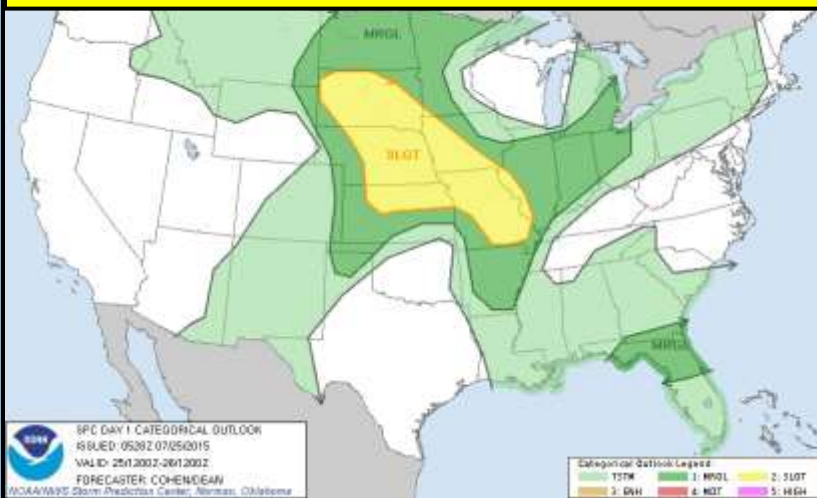 MRGL
SLGT
MRGL
NOAA
SPC DAY 1 CATEGORICAL OUTLOOK
ISSUED: 0528Z 07/25/2015
VALID: 25/1200Z-26/1200Z
FORECASTER: COHEN/DEAN
NOAA/NWS Storm Prediction Center, Norman, Oklahoma
Categorical Outlook Legend:
TSTM 1: MRGL 2: SLGT
3: ENH 4: MDT 5: HIGH